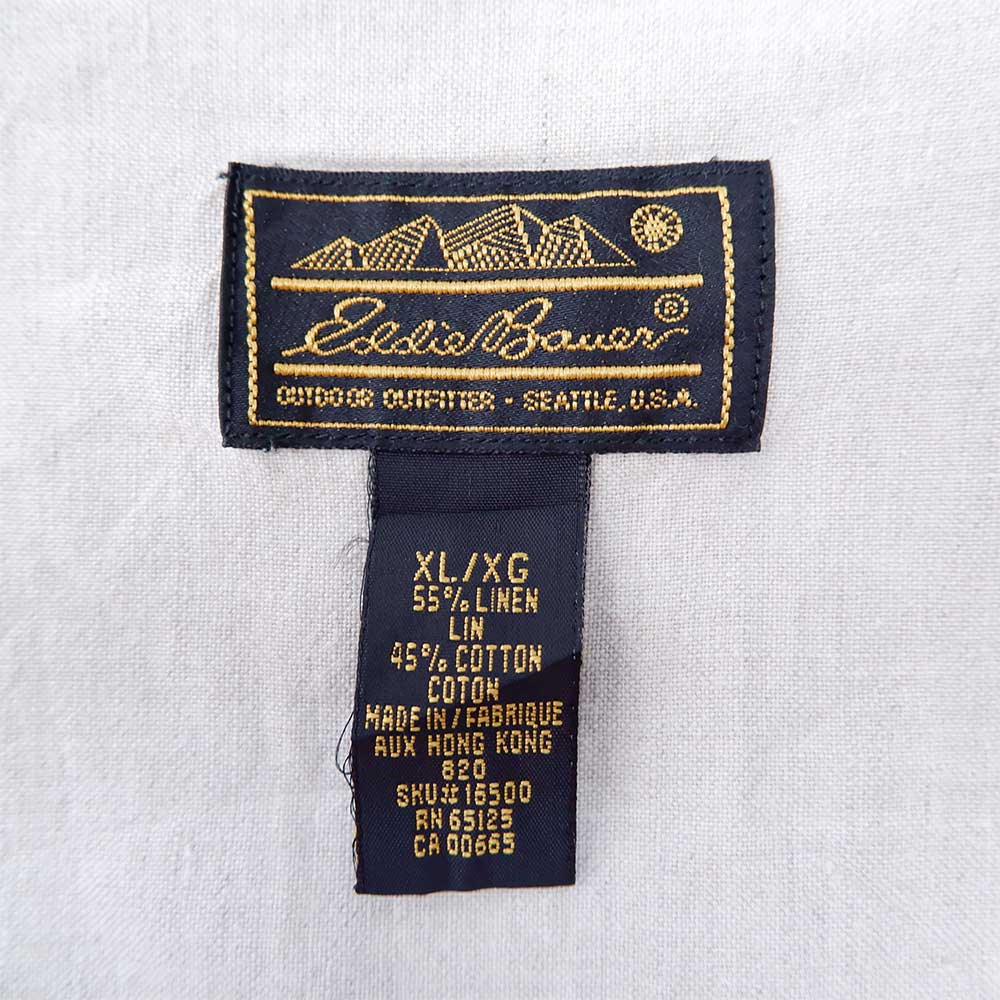 Eddie Bauer®
OUTDOOR OUTFITTER - SEATTLE, U.S.A.
XL/XG
55% LINEN
LIN
45% COTTON
COTON
MADE IN / FABRIQUE
AUX HONG KONG
820
SKU# 16500
RN 65125
CA 00665